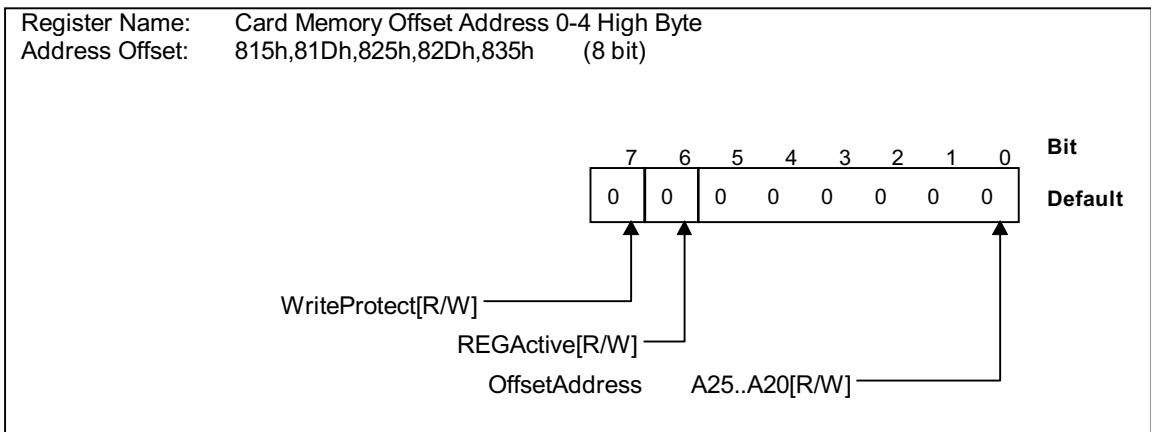 Register Name: Card Memory Offset Address 0-4 High Byte
Address Offset: 815h,81Dh,825h,82Dh,835h (8 bit)
7 6 5 4 3 2 1 0 Bit
0 0 0 0 0 0 0 0 Default
WriteProtect[R/W]
REGActive[R/W]
OffsetAddress A25..A20[R/W]